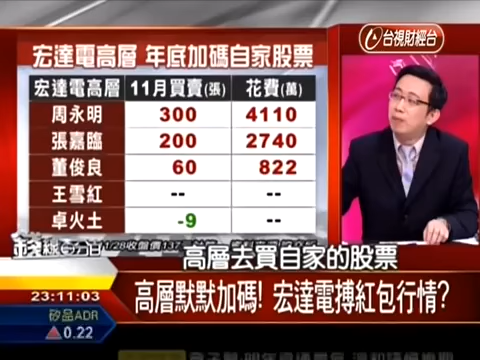 宏達電高層 年底加碼自家股票
台視財經台
宏達電高層 11月買賣(張) 花費(萬)
周永明 300 4110
張嘉臨 200 2740
董俊良 60 822
王雪紅 -- --
卓火土 -9 --
高層去買自家的股票
23:11:03
高層默默加碼! 宏達電搏紅包行情?
矽品ADR
▲0.22